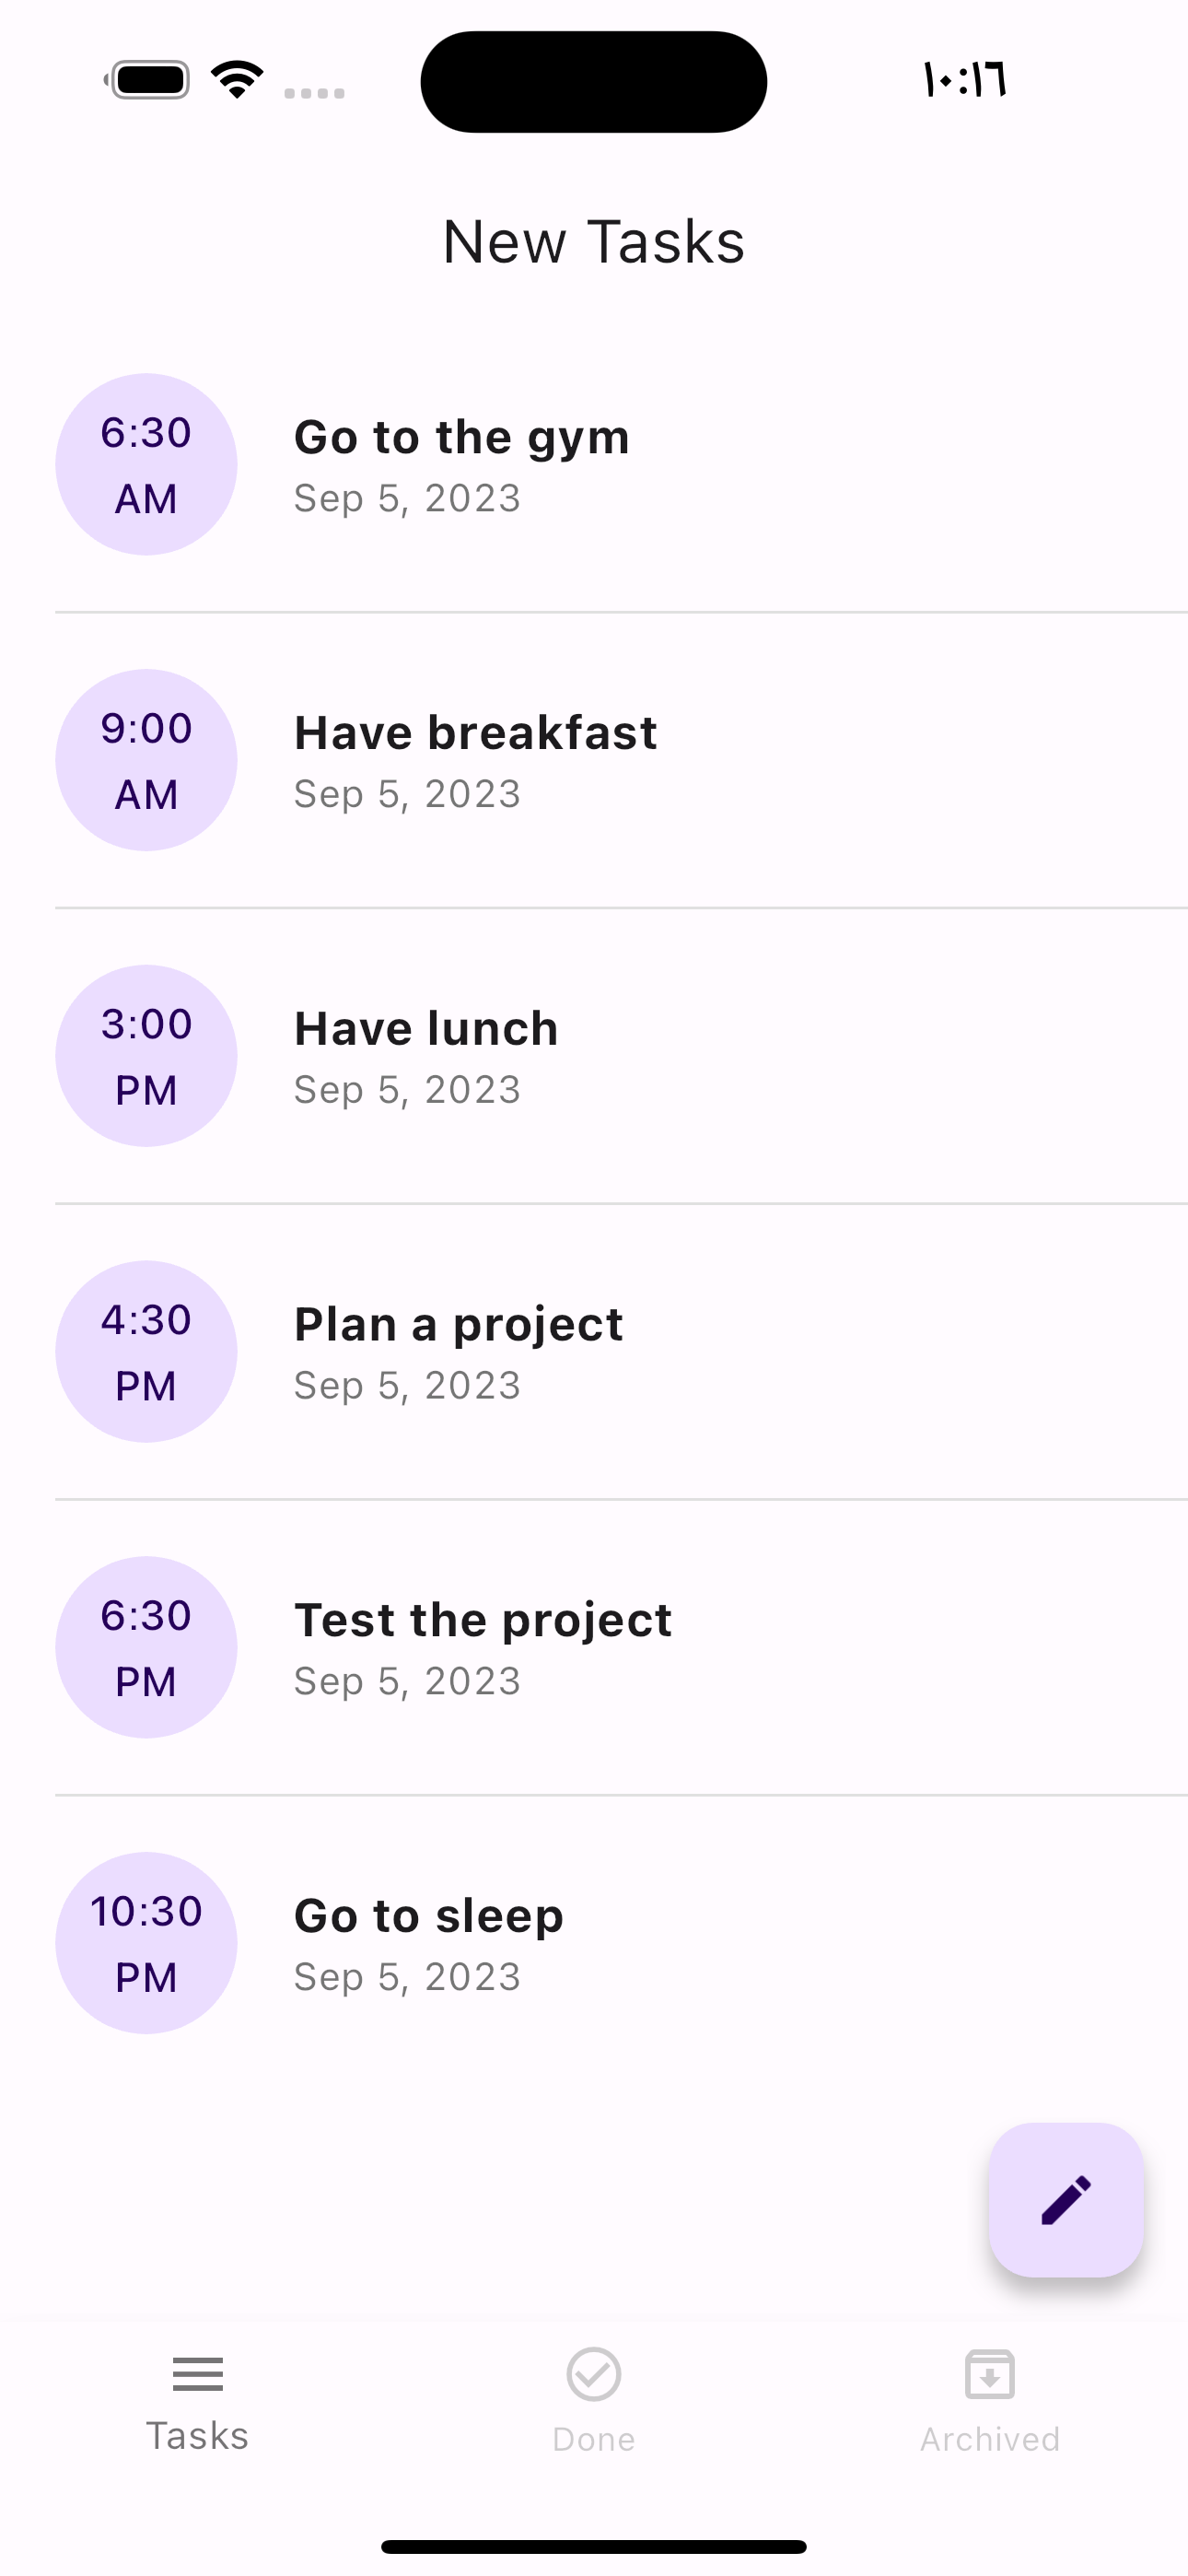 ١٠:١٦
New Tasks
6:30
AM
Go to the gym
Sep 5, 2023
9:00
AM
Have breakfast
Sep 5, 2023
3:00
PM
Have lunch
Sep 5, 2023
4:30
PM
Plan a project
Sep 5, 2023
6:30
PM
Test the project
Sep 5, 2023
10:30
PM
Go to sleep
Sep 5, 2023
Tasks
Done
Archived